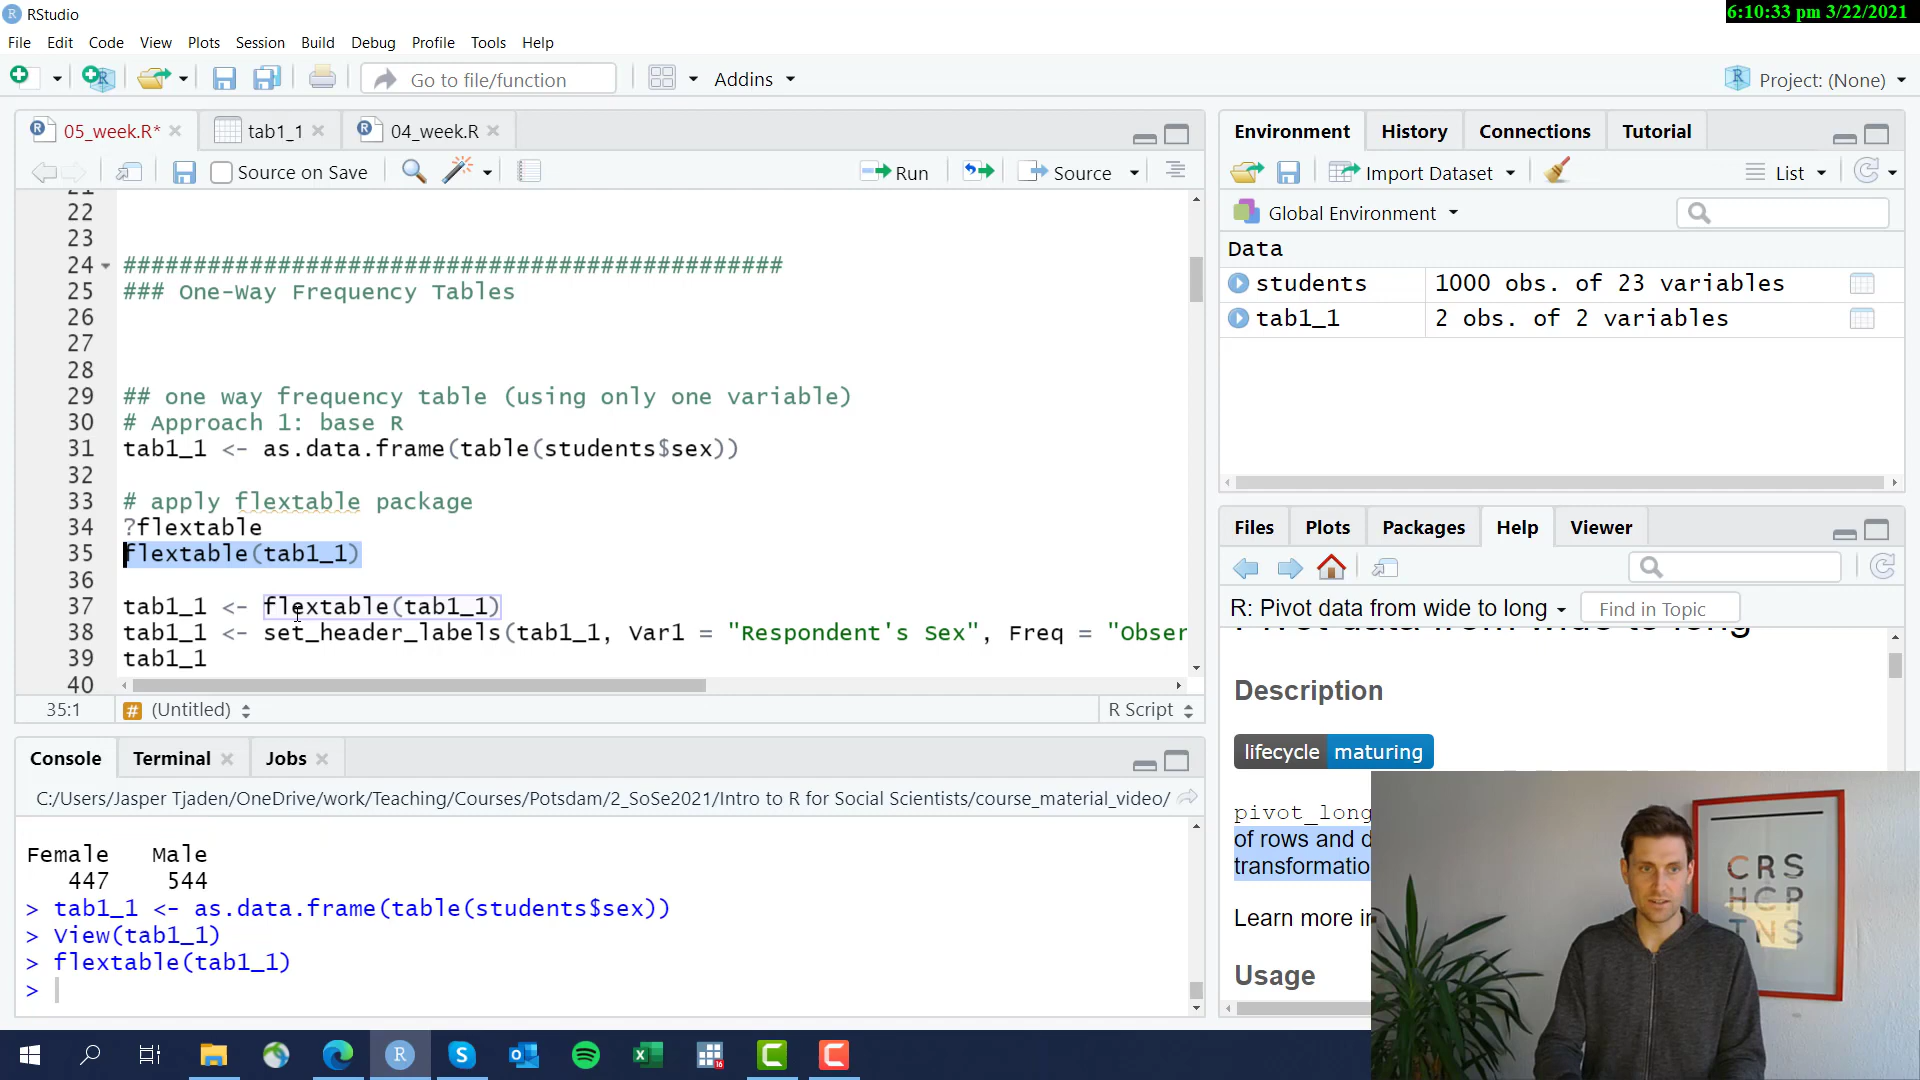 RStudio
6:10:33 pm 3/22/2021
File Edit Code View Plots Session Build Debug Profile Tools Help
Go to file/function
Addins
Project: (None)
05_week.R*
tab1_1
04_week.R
Source on Save
Run
Source
22
23
24 ###############################################
25 ### One-Way Frequency Tables
26
27
28
29 ## one way frequency table (using only one variable)
30 # Approach 1: base R
31 tab1_1 <- as.data.frame(table(students$sex))
32
33 # apply flextable package
34 ?flextable
35 flextable(tab1_1)
36
37 tab1_1 <- flextable(tab1_1)
38 tab1_1 <- set_header_labels(tab1_1, Var1 = "Respondent's Sex", Freq = "Obser
39 tab1_1
40
35:1
# (Untitled)
R Script
Console Terminal Jobs
C:/Users/Jasper Tjaden/OneDrive/work/Teaching/Courses/Potsdam/2_SoSe2021/Intro to R for Social Scientists/course_material_video/
Female Male
447 544
> tab1_1 <- as.data.frame(table(students$sex))
> View(tab1_1)
> flextable(tab1_1)
>
Environment History Connections Tutorial
Import Dataset
List
Global Environment
Data
students 1000 obs. of 23 variables
tab1_1 2 obs. of 2 variables
Files Plots Packages Help Viewer
R: Pivot data from wide to long
Find in Topic
Pivot data from wide to long
Description
lifecycle maturing
pivot_long
of rows and d
transformatio
Learn more in
Usage
CRS
HCP
TNS